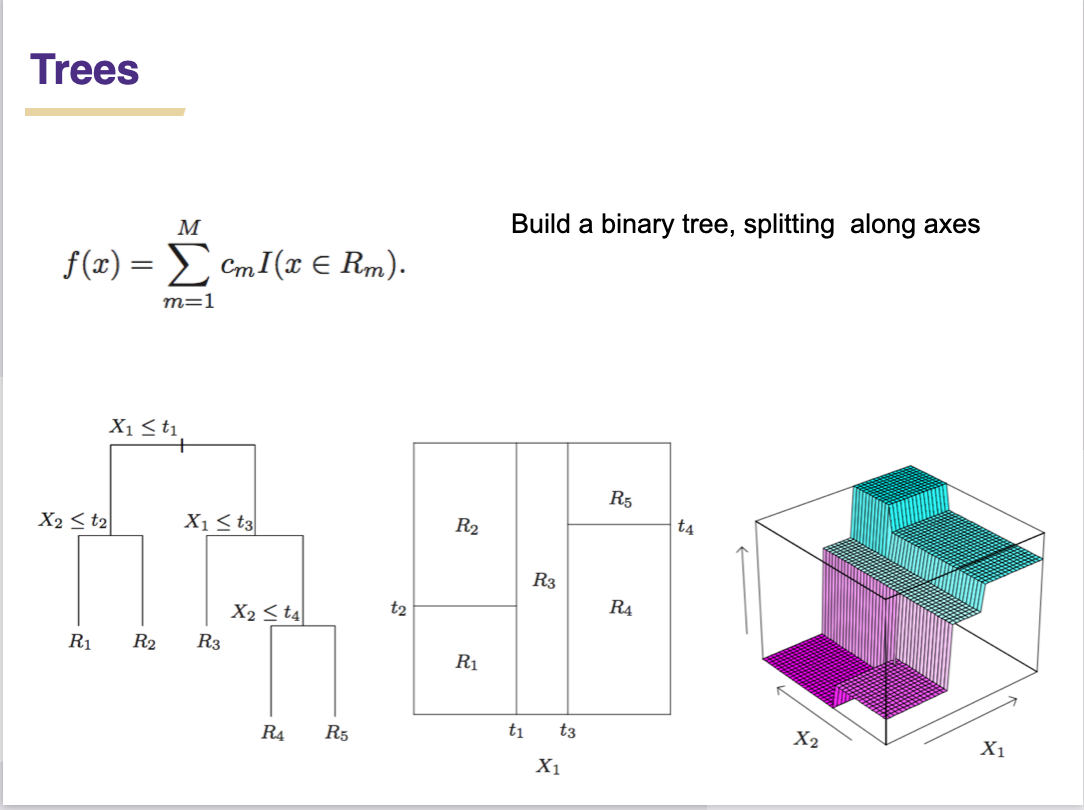 Trees
Build a binary tree, splitting along axes
f(x) = \sum_{m=1}^{M} c_m I(x ∈ R_m).
X₁ ≤ t₁
X₂ ≤ t₂
X₁ ≤ t₃
X₂ ≤ t₄
R₁
R₂
R₃
R₄
R₅
R₅
R₂
t₄
R₃
t₂
R₄
R₁
t₁
t₃
X₁
X₂
X₁